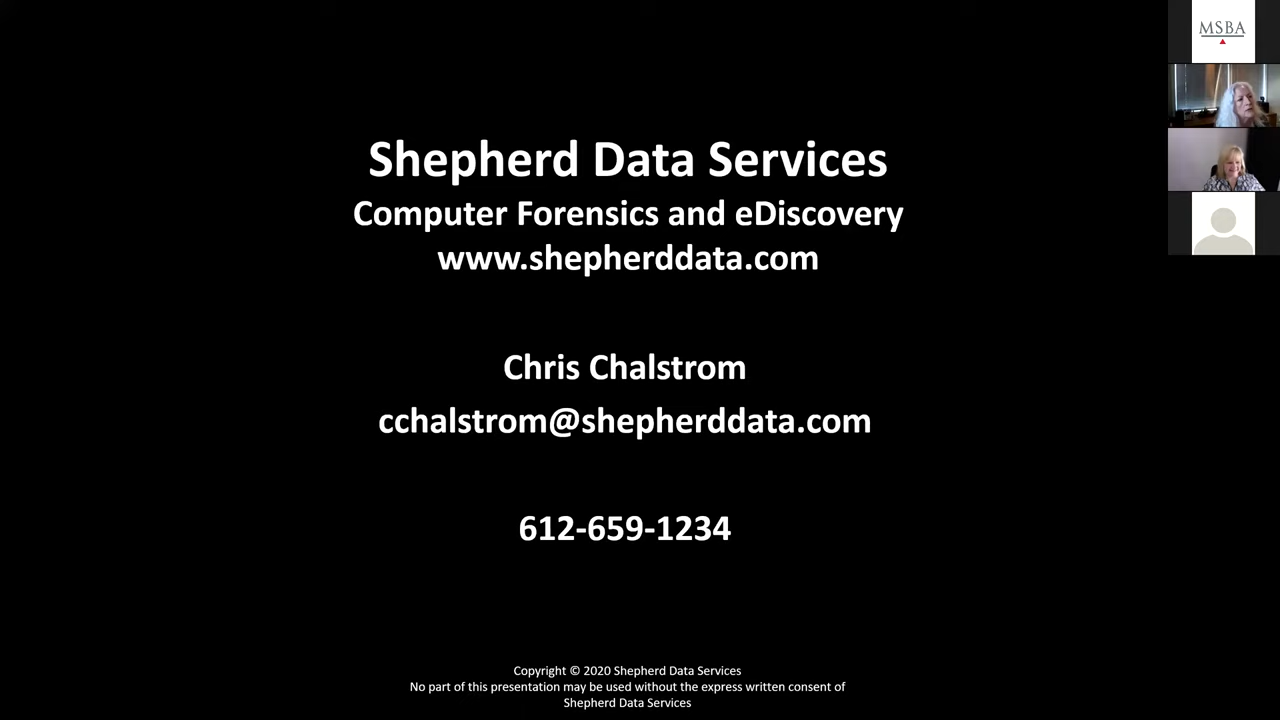 Shepherd Data Services
Computer Forensics and eDiscovery
www.shepherddata.com
Chris Chalstrom
cchalstrom@shepherddata.com
612-659-1234
Copyright © 2020 Shepherd Data Services
No part of this presentation may be used without the express written consent of
Shepherd Data Services
MSBA